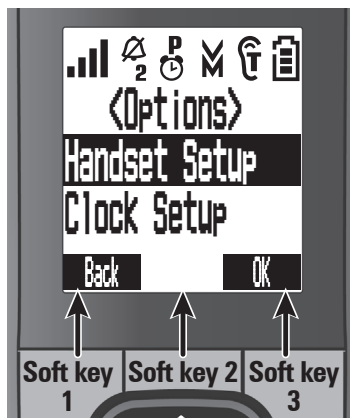 2 P T
<Options>
Handset Setup
Clock Setup
Back OK
Soft key 1 Soft key 2 Soft key 3